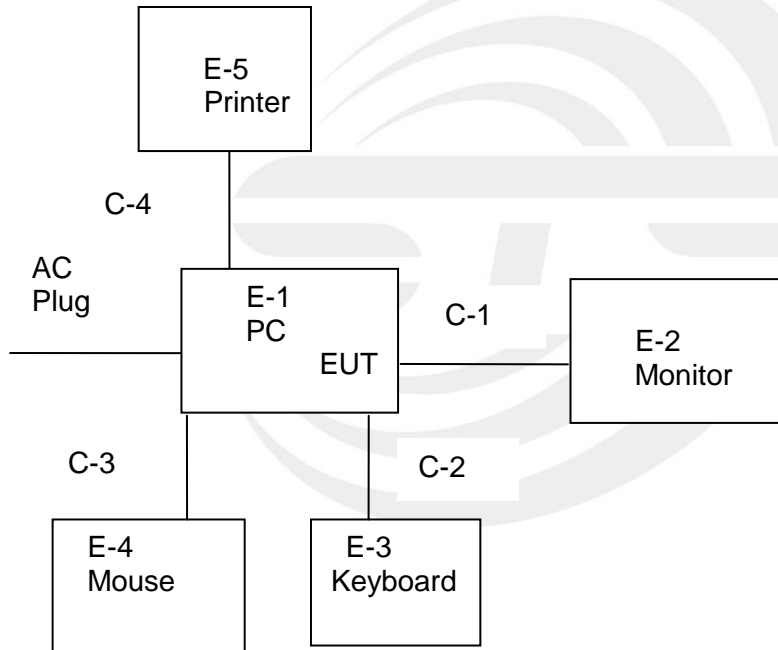 E-5
Printer
C-4
AC
Plug
E-1
PC
EUT
C-1
E-2
Monitor
C-3
C-2
E-4
Mouse
E-3
Keyboard